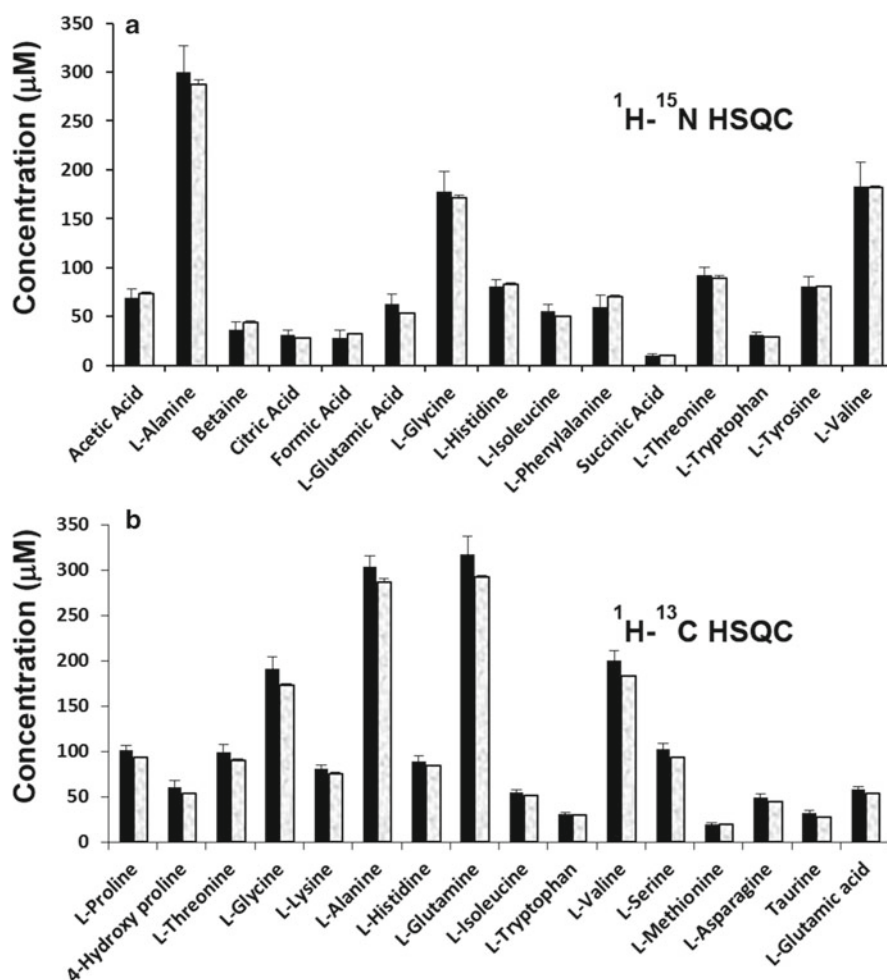 a
Concentration (μM)
350
300
250
200
150
100
50
0
¹H-¹⁵N HSQC
Acetic Acid
L-Alanine
Betaine
Citric Acid
Formic Acid
L-Glutamic Acid
L-Glycine
L-Histidine
L-Isoleucine
L-Phenylalanine
Succinic Acid
L-Threonine
L-Tryptophan
L-Tyrosine
L-Valine
b
Concentration (μM)
350
300
250
200
150
100
50
0
¹H-¹³C HSQC
L-Proline
4-Hydroxy proline
L-Threonine
L-Glycine
L-Lysine
L-Alanine
L-Histidine
L-Glutamine
L-Isoleucine
L-Tryptophan
L-Valine
L-Serine
L-Methionine
L-Asparagine
Taurine
L-Glutamic acid